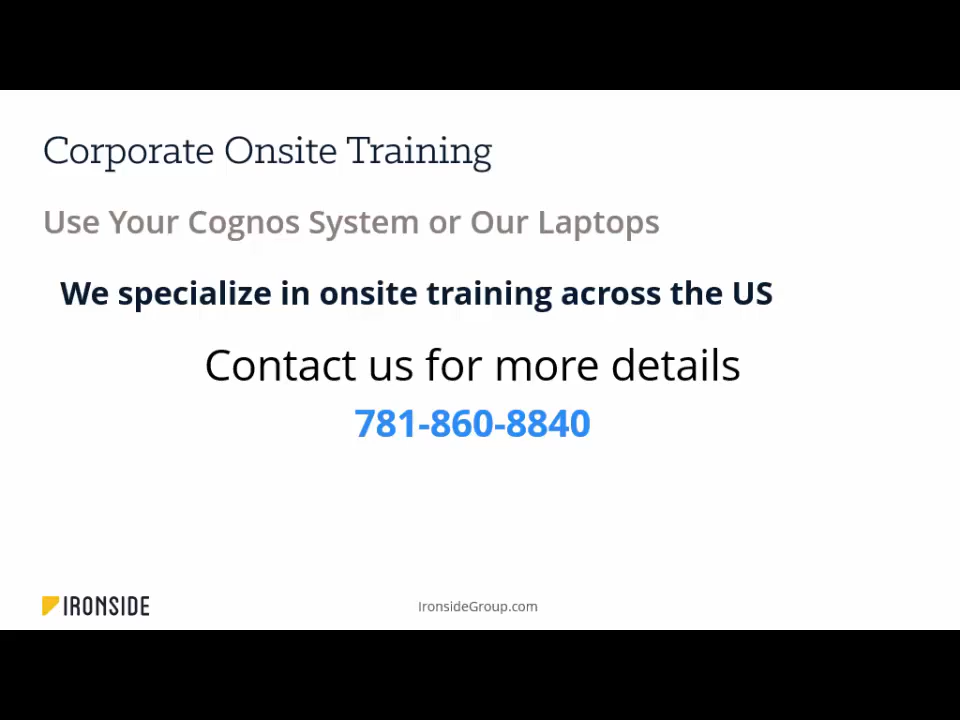 Corporate Onsite Training
Use Your Cognos System or Our Laptops
We specialize in onsite training across the US
Contact us for more details
781-860-8840
IRONSIDE
IronsideGroup.com